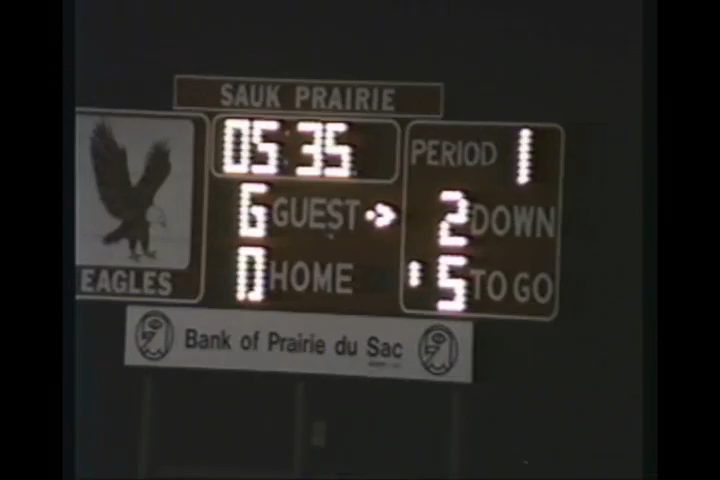 SAUK PRAIRIE
05:35
PERIOD 1
6 GUEST
2 DOWN
0 HOME
5 TO GO
EAGLES
Bank of Prairie du Sac